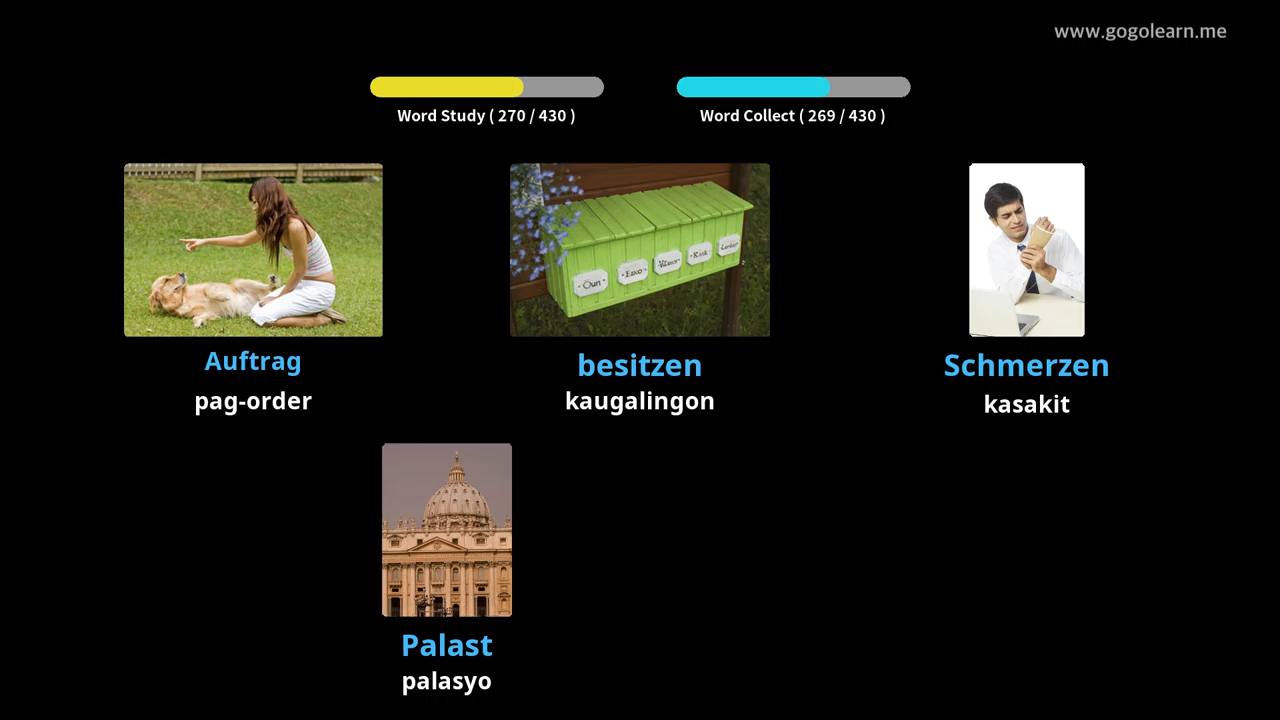 www.gogolearn.me
Word Study ( 270 / 430 )
Word Collect ( 269 / 430 )
Auftrag
pag-order
besitzen
kaugalingon
Schmerzen
kasakit
Palast
palasyo